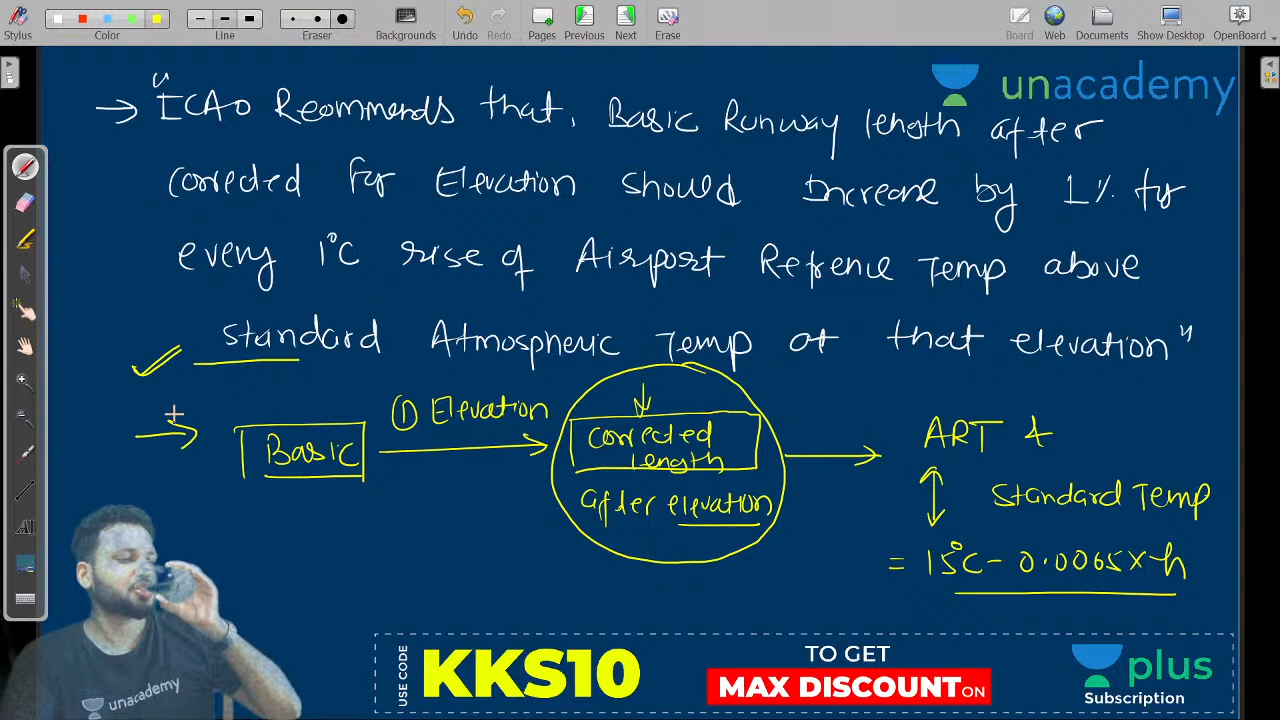 Stylus
Color
Line
Eraser
Backgrounds
Undo
Redo
Pages
Previous
Next
Erase
Board
Web
Documents
Show Desktop
OpenBoard
unacademy
→ "ICAO Reommends that, Basic Runway length after
corrected for Elevation should Increase by 1% for
every 1°C rise of Airport Refrence Temp above
standard Atmospheric Temp at that elevation"
→ Basic
① Elevation
corrected
length
after elevation
ART &
Standard Temp
= 15°C - 0.0065 × h
unacademy
USE CODE
KKS10
TO GET
MAX DISCOUNT ON
plus
Subscription